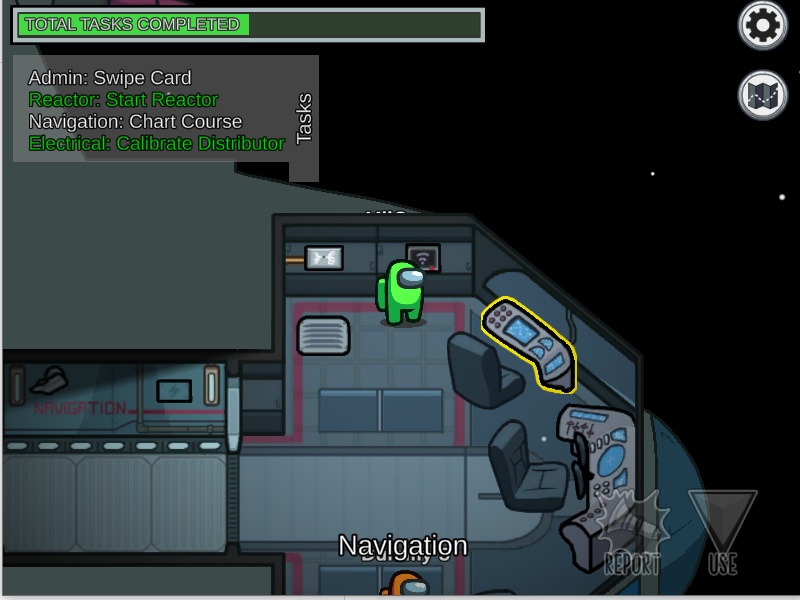 TOTAL TASKS COMPLETED
Admin: Swipe Card
Reactor: Start Reactor
Navigation: Chart Course
Electrical: Calibrate Distributor
Tasks
NAVIGATION
Navigation
REPORT
USE